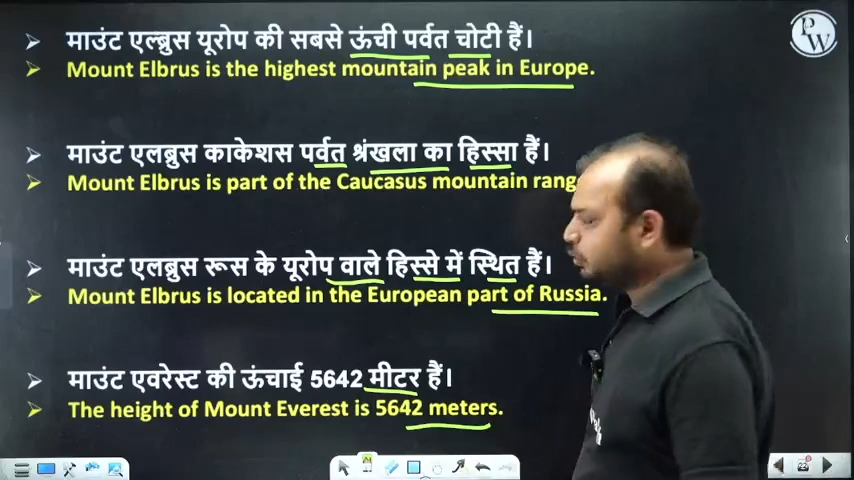 माउंट एल्ब्रुस यूरोप की सबसे ऊंची पर्वत चोटी हैं।
Mount Elbrus is the highest mountain peak in Europe.
माउंट एलब्रुस काकेशस पर्वत श्रंखला का हिस्सा हैं।
Mount Elbrus is part of the Caucasus mountain rang
माउंट एलब्रुस रूस के यूरोप वाले हिस्से में स्थित हैं।
Mount Elbrus is located in the European part of Russia.
माउंट एवरेस्ट की ऊंचाई 5642 मीटर हैं।
The height of Mount Everest is 5642 meters.
PW
22